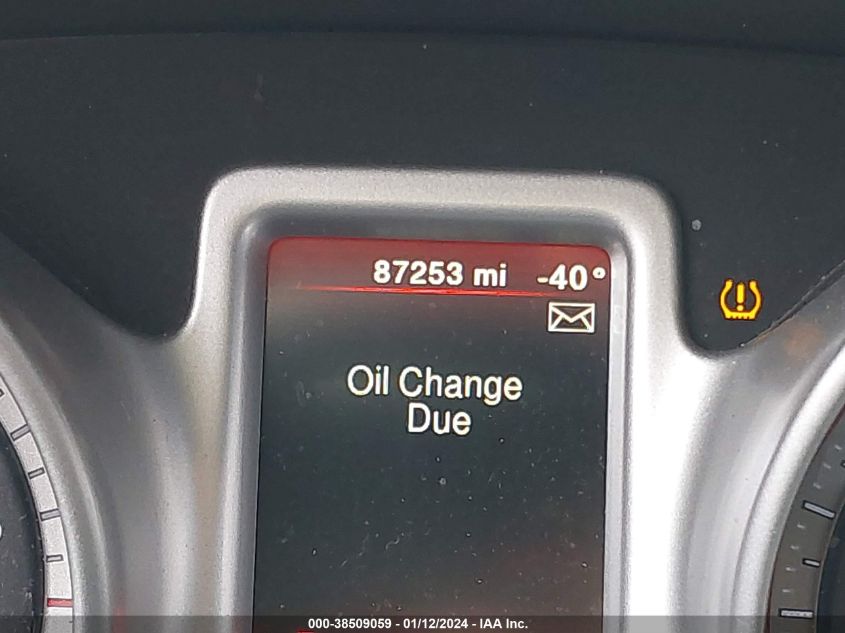 87253 mi -40°
Oil Change
Due
000-38509059 - 01/12/2024 - IAA Inc.